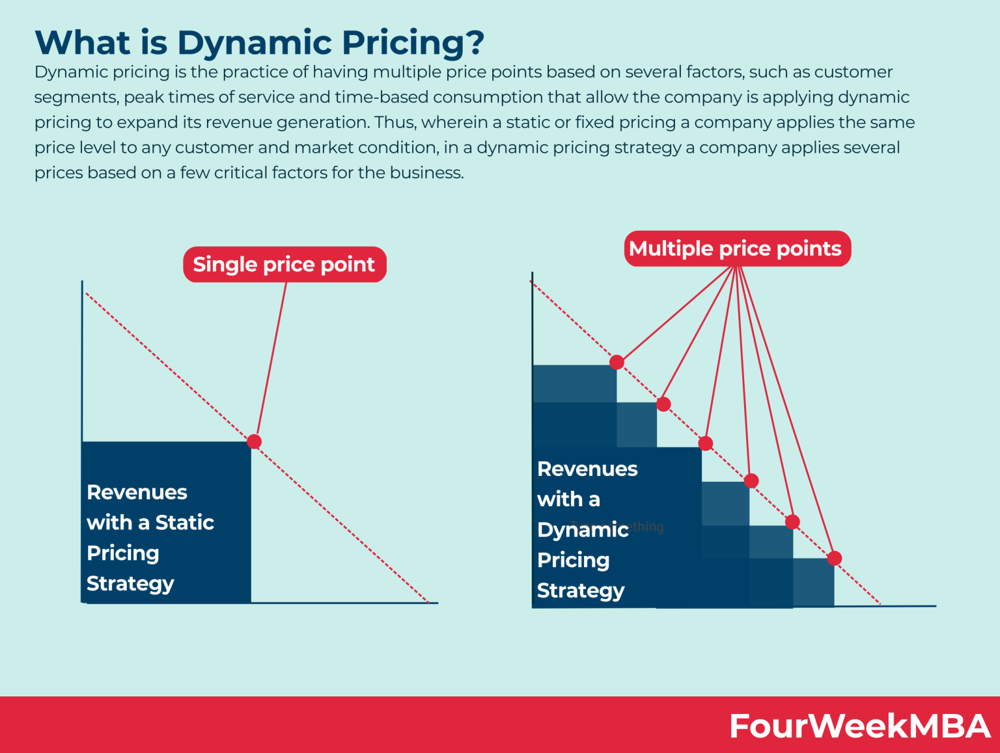 What is Dynamic Pricing?
Dynamic pricing is the practice of having multiple price points based on several factors, such as customer
segments, peak times of service and time-based consumption that allow the company is applying dynamic
pricing to expand its revenue generation. Thus, wherein a static or fixed pricing a company applies the same
price level to any customer and market condition, in a dynamic pricing strategy a company applies several
prices based on a few critical factors for the business.
Single price point
Revenues
with a Static
Pricing
Strategy
Multiple price points
Revenues
with a
Dynamic
Pricing
Strategy
FourWeekMBA